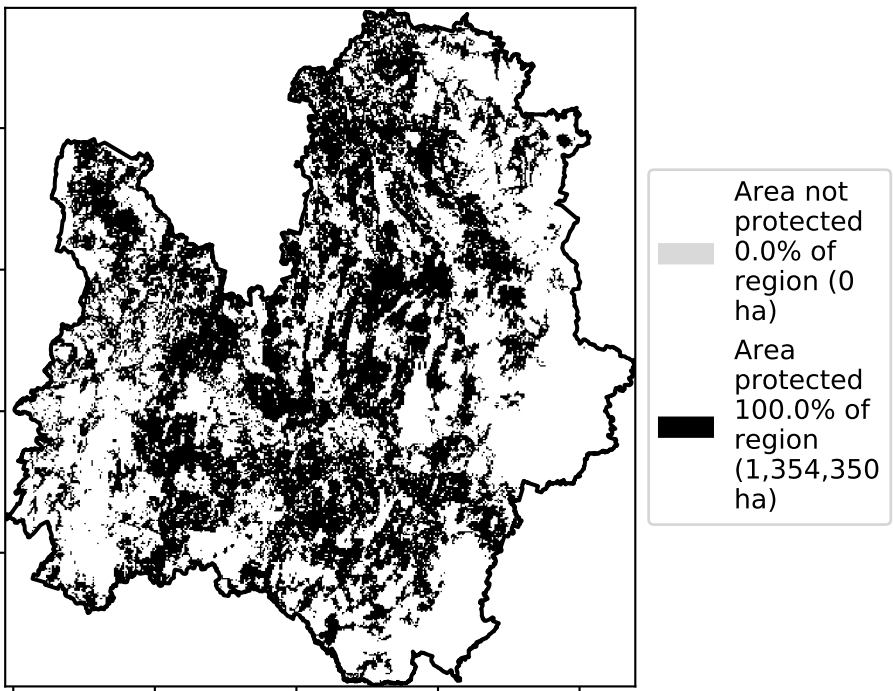 Area not
protected
0.0% of
region (0
ha)
Area
protected
100.0% of
region
(1,354,350
ha)